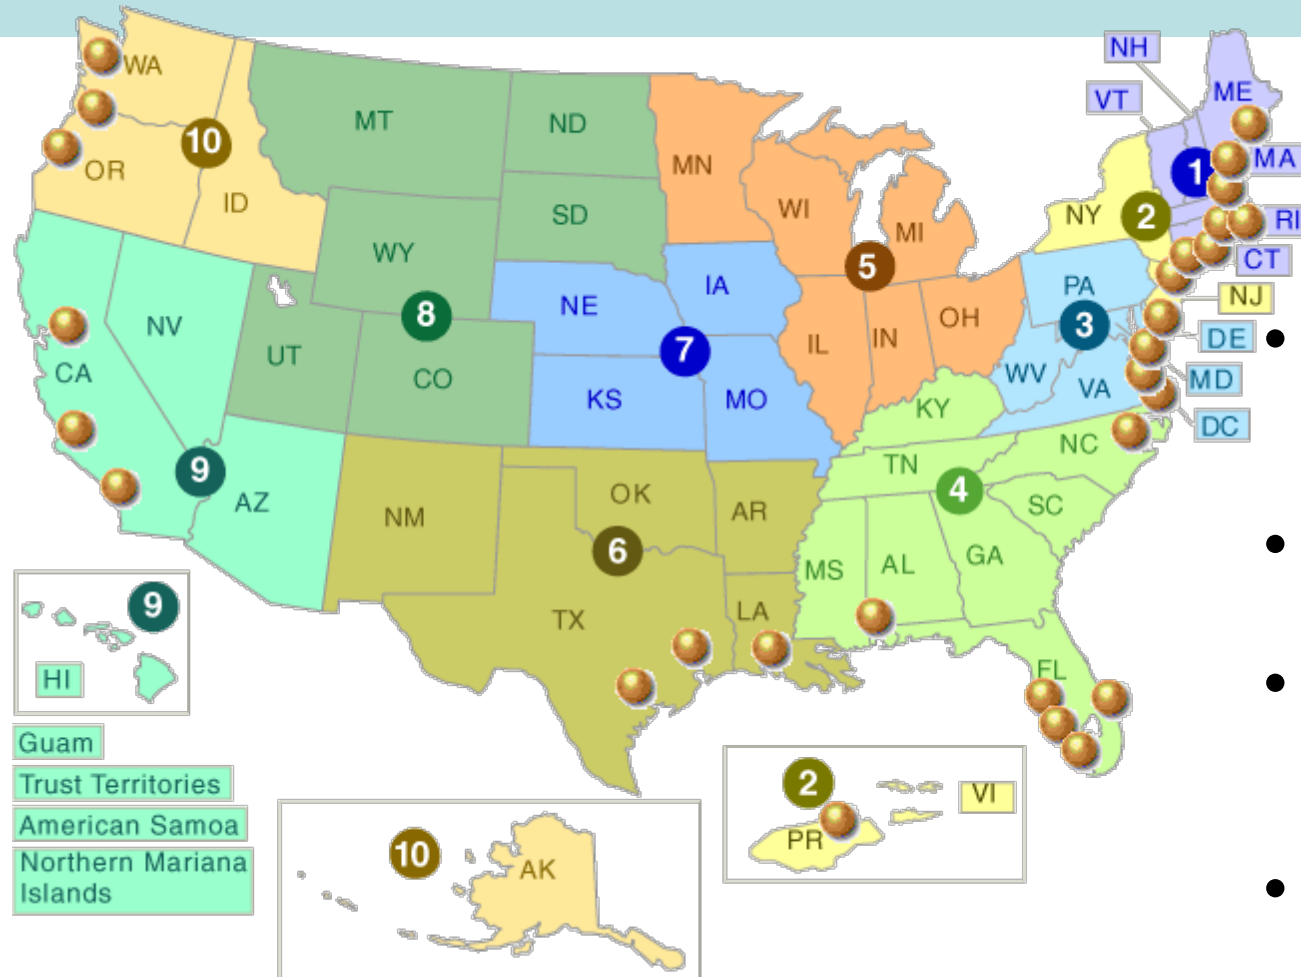 NH
WA
VT
ME
MT
ND
10
MN
OR
MA
1
ID
SD
WI
NY
2
RI
MI
WY
5
CT
PA
IA
NJ
NE
8
NV
OH
3
DE
IN
IL
7
UT
CO
WV
MD
CA
VA
KS
MO
KY
DC
NC
TN
9
4
OK
AZ
SC
AR
NM
6
GA
AL
MS
9
LA
TX
FL
HI
Guam
2
Trust Territories
VI
American Samoa
PR
10
Northern Mariana
AK
Islands